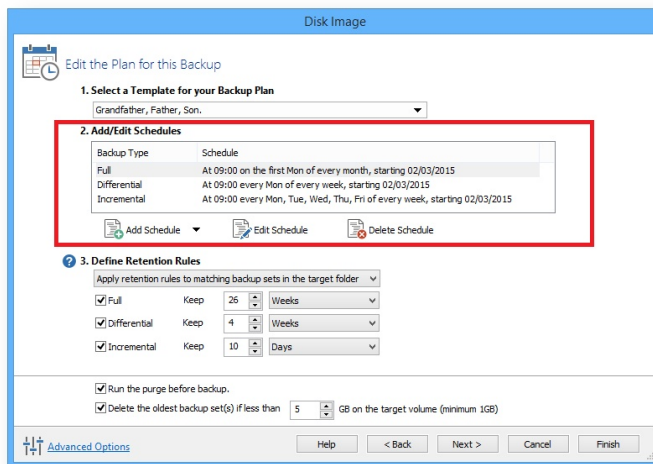 Disk Image
Edit the Plan for this Backup
1. Select a Template for your Backup Plan
Grandfather, Father, Son.
2. Add/Edit Schedules
Backup Type Schedule
Full At 09:00 on the first Mon of every month, starting 02/03/2015
Differential At 09:00 every Mon of every week, starting 02/03/2015
Incremental At 09:00 every Mon, Tue, Wed, Thu, Fri of every week, starting 02/03/2015
Add Schedule Edit Schedule Delete Schedule
? 3. Define Retention Rules
Apply retention rules to matching backup sets in the target folder
Full Keep 26 Weeks
Differential Keep 4 Weeks
Incremental Keep 10 Days
Run the purge before backup.
Delete the oldest backup set(s) if less than 5 GB on the target volume (minimum 1GB)
Advanced Options Help < Back Next > Cancel Finish